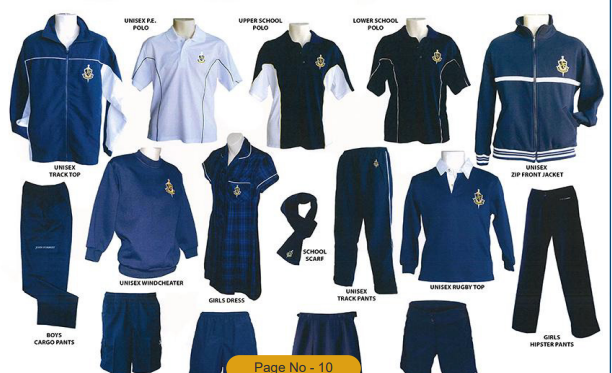 UNISEX P.E.
POLO
UPPER SCHOOL
POLO
LOWER SCHOOL
POLO
UNISEX
TRACK TOP
UNISEX
ZIP FRONT JACKET
UNISEX WINDCHEATER
GIRLS DRESS
SCHOOL
SCARF
UNISEX
TRACK PANTS
UNISEX RUGBY TOP
BOYS
CARGO PANTS
GIRLS
HIPSTER PANTS
Page No - 10